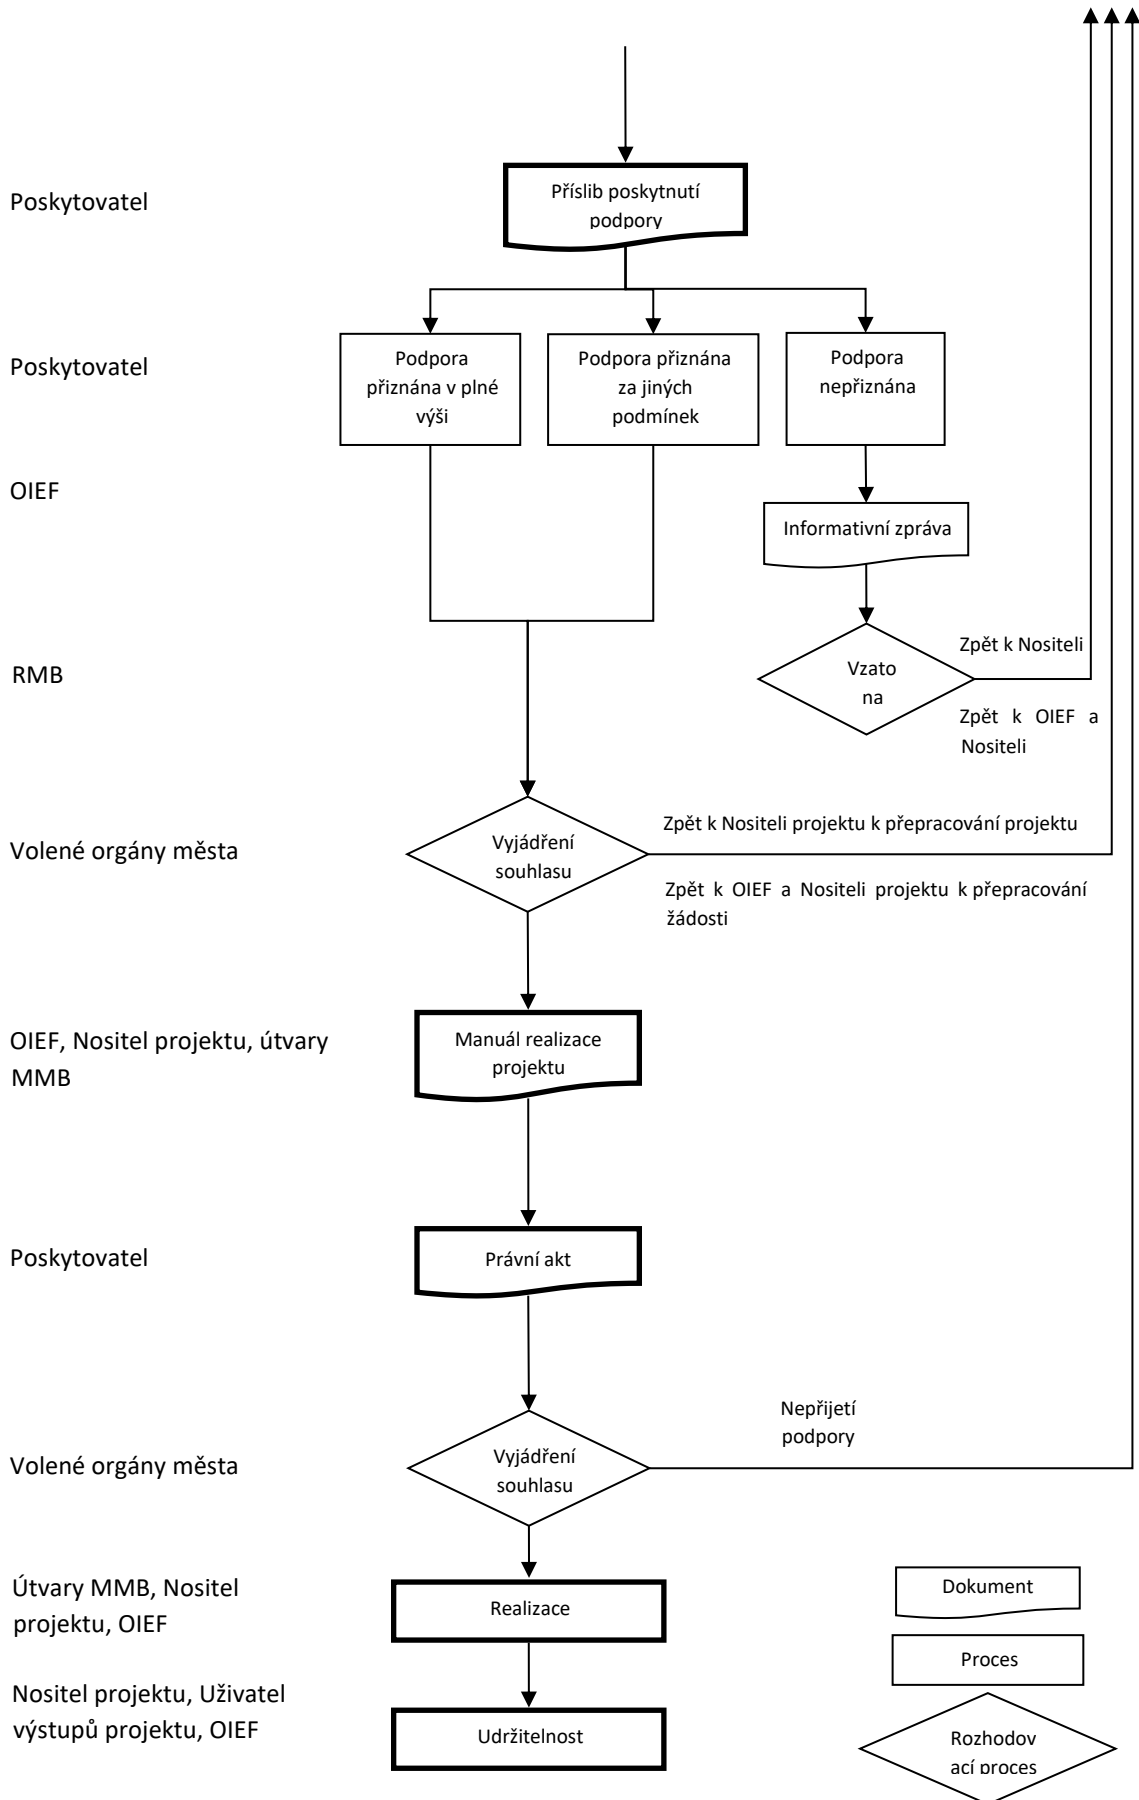 Poskytovatel
Příslib poskytnutí
podpory
Poskytovatel
Podpora
přiznána v plné
výši
Podpora přiznána
za jiných
podmínek
Podpora
nepřiznána
OIEF
Informativní zpráva
RMB
Vzato
na
Zpět k Nositeli
Zpět k OIEF a
Nositeli
Volené orgány města
Vyjádření
souhlasu
Zpět k Nositeli projektu k přepracování projektu
Zpět k OIEF a Nositeli projektu k přepracování
žádosti
OIEF, Nositel projektu, útvary
MMB
Manuál realizace
projektu
Poskytovatel
Právní akt
Volené orgány města
Vyjádření
souhlasu
Nepřijetí
podpory
Útvary MMB, Nositel
projektu, OIEF
Realizace
Nositel projektu, Uživatel
výstupů projektu, OIEF
Udržitelnost
Dokument
Proces
Rozhodov
ací proces